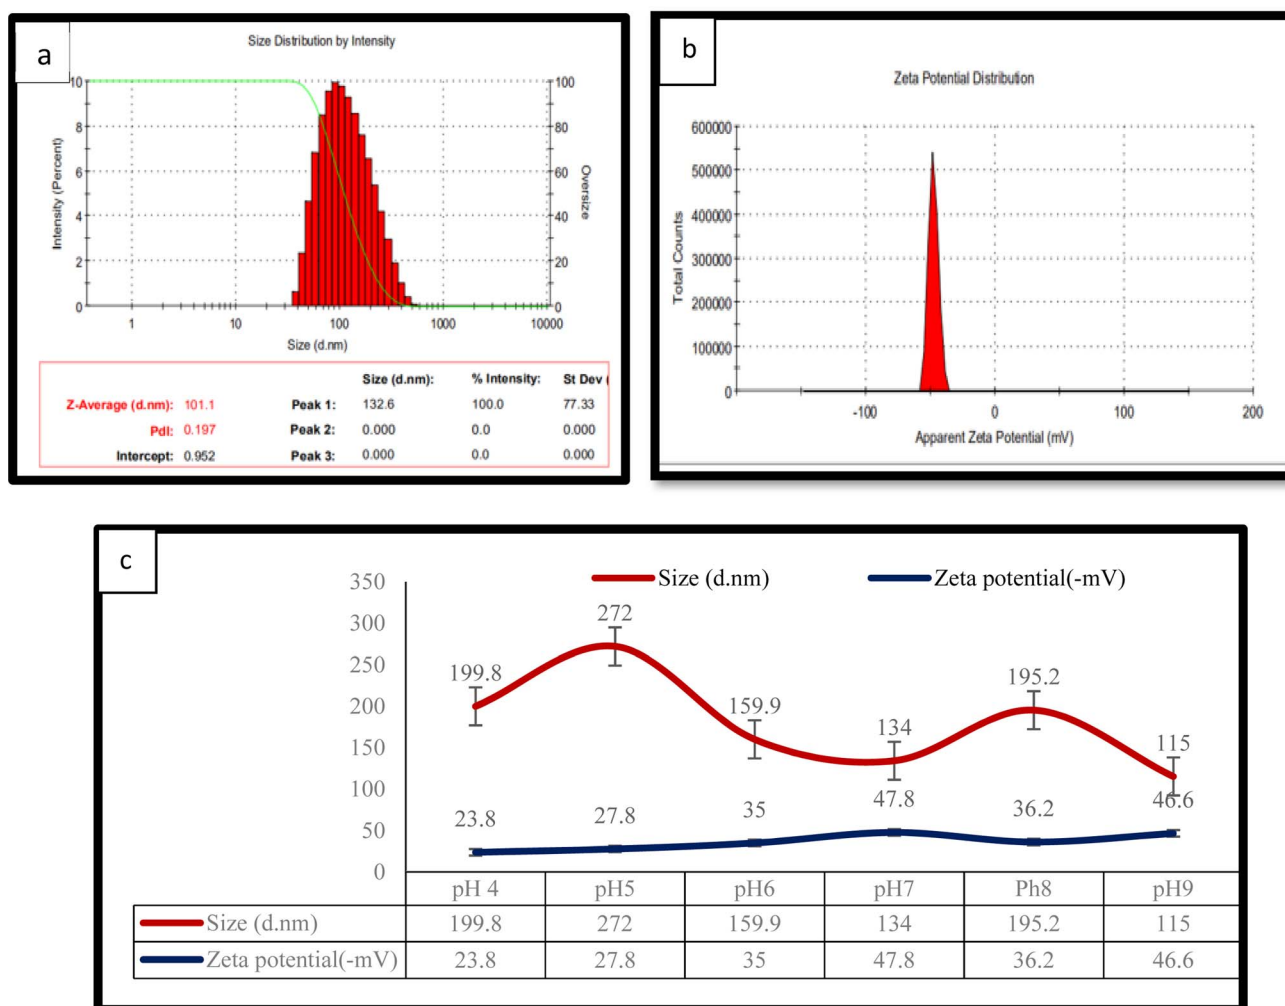 a
Size Distribution by Intensity
10
8
6
4
2
0
100
80
60
40
20
0
Intensity (Percent)
Oversize
1 10 100 1000 10000
Size (d.nm)
Size (d.nm): % Intensity: St Dev (
Z-Average (d.nm): 101.1 Peak 1: 132.6 100.0 77.33
PdI: 0.197 Peak 2: 0.000 0.0 0.000
Intercept: 0.952 Peak 3: 0.000 0.0 0.000
b
Zeta Potential Distribution
600000
500000
400000
300000
200000
100000
0
Total Counts
-100 0 100 200
Apparent Zeta Potential (mV)
c
Size (d.nm) Zeta potential(-mV)
350
300
250
200
150
100
50
0
199.8 272 159.9 134 195.2 115
23.8 27.8 35 47.8 36.2 46.6
pH 4 pH5 pH6 pH7 Ph8 pH9
Size (d.nm) 199.8 272 159.9 134 195.2 115
Zeta potential(-mV) 23.8 27.8 35 47.8 36.2 46.6